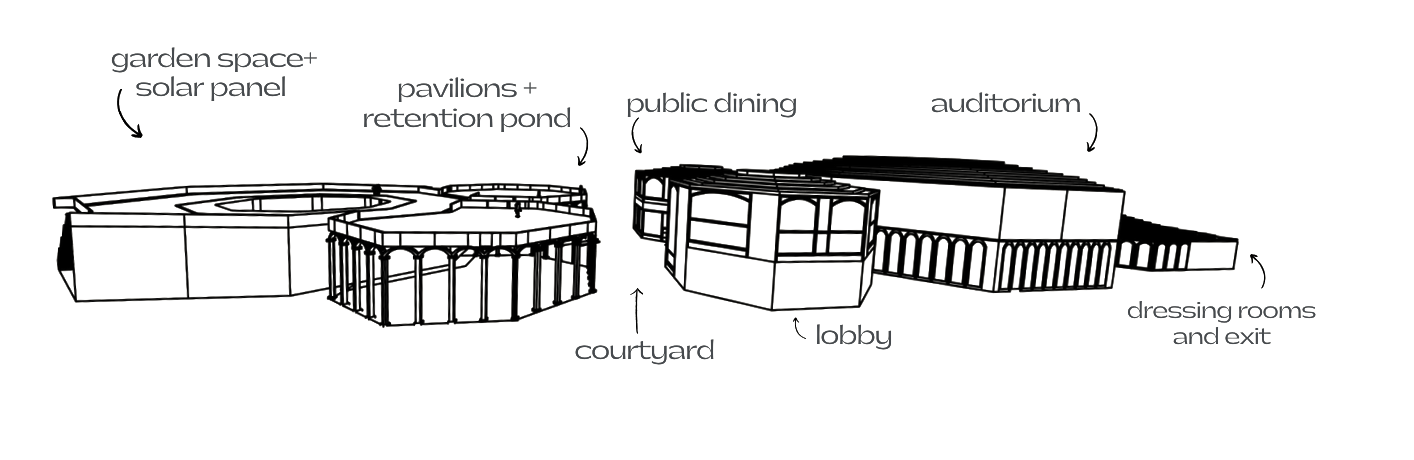 garden space+
solar panel
pavilions +
retention pond
public dining
auditorium
courtyard
lobby
dressing rooms
and exit